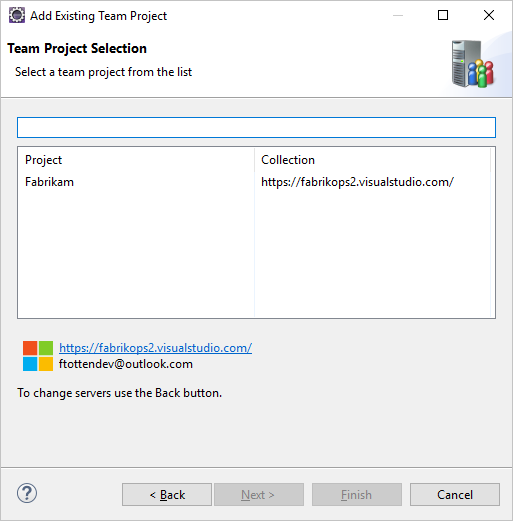 Add Existing Team Project
Team Project Selection
Select a team project from the list
Project Collection
Fabrikam https://fabrikops2.visualstudio.com/
https://fabrikops2.visualstudio.com/
ftottendev@outlook.com
To change servers use the Back button.
? < Back Next > Finish Cancel